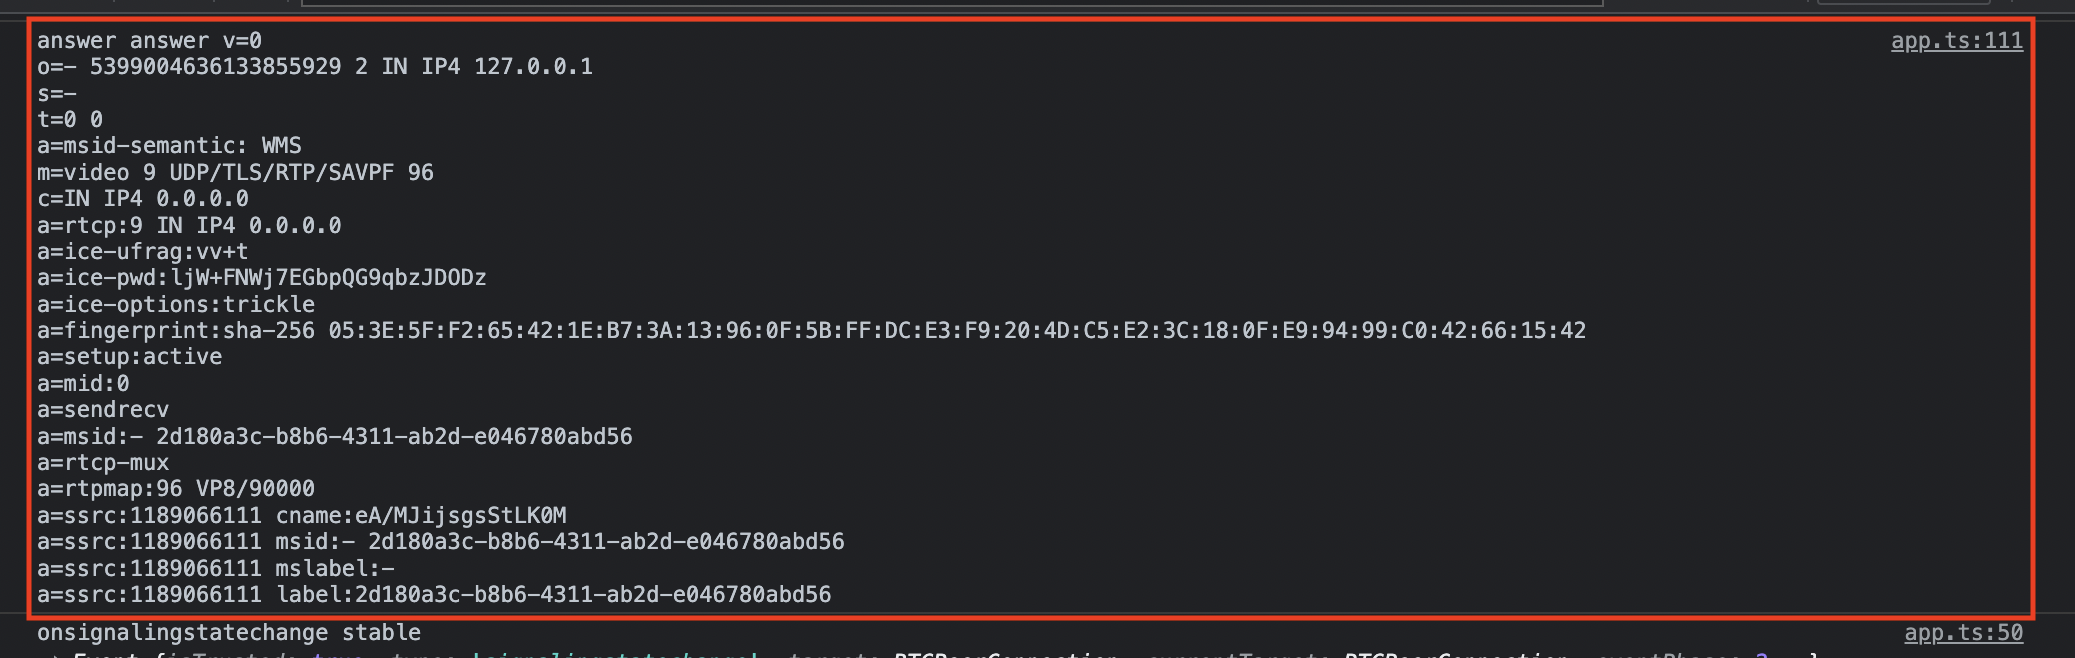 answer answer v=0 app.ts:111
o=- 5399004636133855929 2 IN IP4 127.0.0.1
s=-
t=0 0
a=msid-semantic: WMS
m=video 9 UDP/TLS/RTP/SAVPF 96
c=IN IP4 0.0.0.0
a=rtcp:9 IN IP4 0.0.0.0
a=ice-ufrag:vv+t
a=ice-pwd:ljW+FNWj7EGbpQG9qbzJDODz
a=ice-options:trickle
a=fingerprint:sha-256 05:3E:5F:F2:65:42:1E:B7:3A:13:96:0F:5B:FF:DC:E3:F9:20:4D:C5:E2:3C:18:0F:E9:94:99:C0:42:66:15:42
a=setup:active
a=mid:0
a=sendrecv
a=msid:- 2d180a3c-b8b6-4311-ab2d-e046780abd56
a=rtcp-mux
a=rtpmap:96 VP8/90000
a=ssrc:1189066111 cname:eA/MJijsgsStLK0M
a=ssrc:1189066111 msid:- 2d180a3c-b8b6-4311-ab2d-e046780abd56
a=ssrc:1189066111 mslabel:-
a=ssrc:1189066111 label:2d180a3c-b8b6-4311-ab2d-e046780abd56
onsignalingstatechange stable app.ts:50